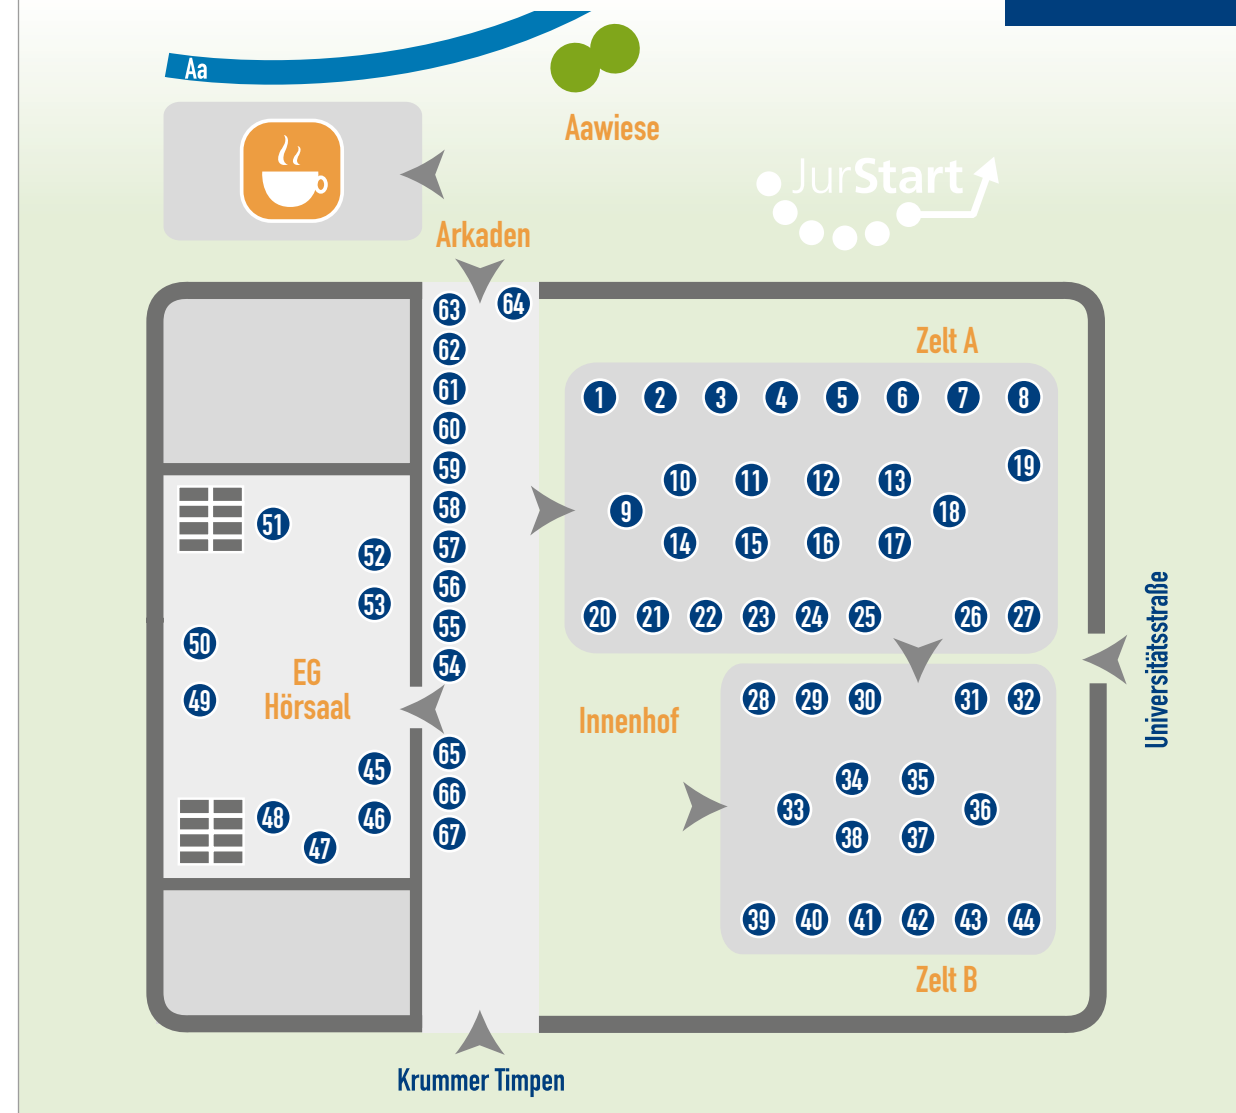 Aa
Aawiese
JurStart
Arkaden
63 64
62
61
60
59
58
57
56
55
54
65
66
67
Zelt A
1 2 3 4 5 6 7 8
19
10 11 12 13
9 18
14 15 16 17
20 21 22 23 24 25 26 27
51
52
53
50
49
EG
Hörsaal
45
48 46
47
Innenhof
28 29 30 31 32
34 35
33 36
38 37
39 40 41 42 43 44
Zelt B
Universitätsstraße
Krummer Timpen